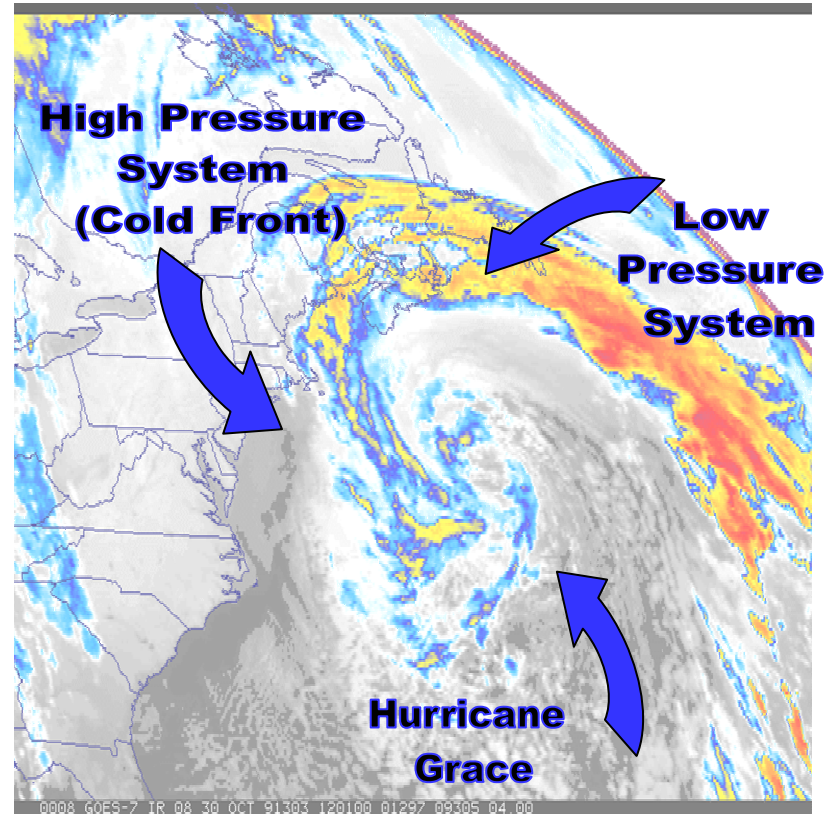 High Pressure
System
(Cold Front)
Low
Pressure
System
Hurricane
Grace
0008 GOES-7 IR 08 30 OCT 91303 120100 01297 09305 04.00